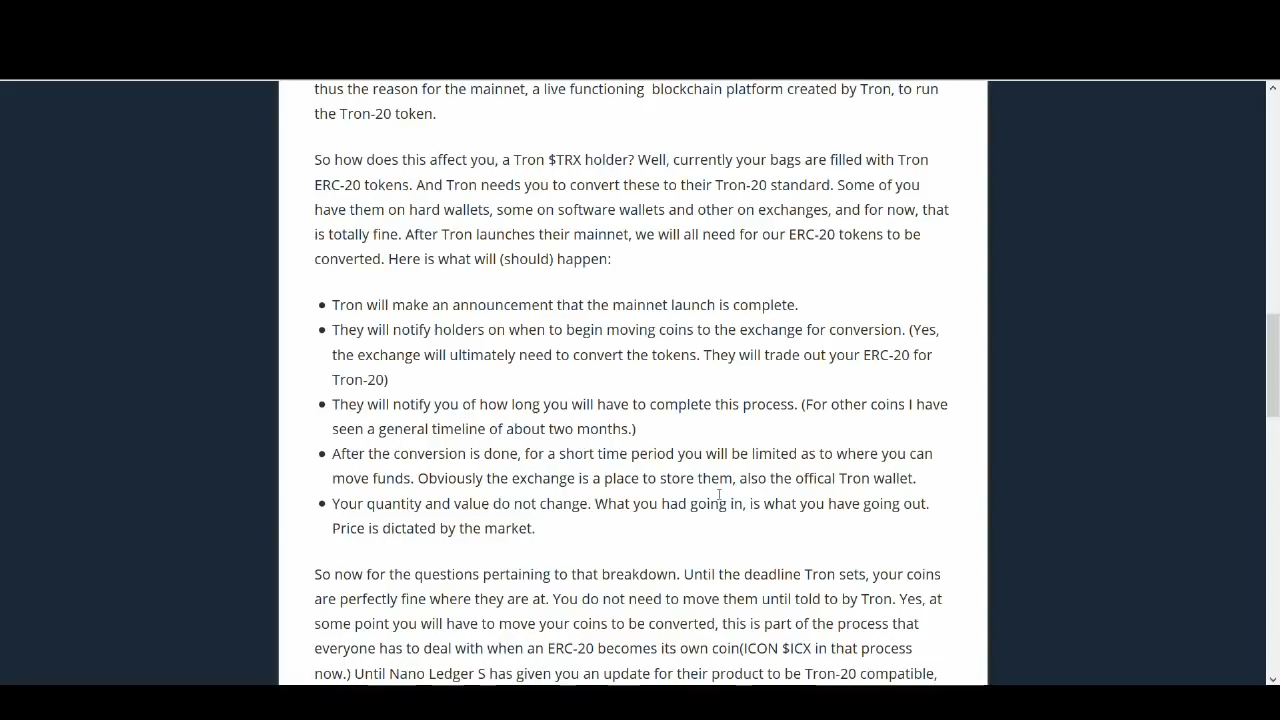 thus the reason for the mainnet, a live functioning  blockchain platform created by Tron, to run
the Tron-20 token.
So how does this affect you, a Tron $TRX holder? Well, currently your bags are filled with Tron
ERC-20 tokens. And Tron needs you to convert these to their Tron-20 standard. Some of you
have them on hard wallets, some on software wallets and other on exchanges, and for now, that
is totally fine. After Tron launches their mainnet, we will all need for our ERC-20 tokens to be
converted. Here is what will (should) happen:
• Tron will make an announcement that the mainnet launch is complete.
• They will notify holders on when to begin moving coins to the exchange for conversion. (Yes,
the exchange will ultimately need to convert the tokens. They will trade out your ERC-20 for
Tron-20)
• They will notify you of how long you will have to complete this process. (For other coins I have
seen a general timeline of about two months.)
• After the conversion is done, for a short time period you will be limited as to where you can
move funds. Obviously the exchange is a place to store them, also the offical Tron wallet.
• Your quantity and value do not change. What you had going in, is what you have going out.
Price is dictated by the market.
So now for the questions pertaining to that breakdown. Until the deadline Tron sets, your coins
are perfectly fine where they are at. You do not need to move them until told to by Tron. Yes, at
some point you will have to move your coins to be converted, this is part of the process that
everyone has to deal with when an ERC-20 becomes its own coin(ICON $ICX in that process
now.) Until Nano Ledger S has given you an update for their product to be Tron-20 compatible,